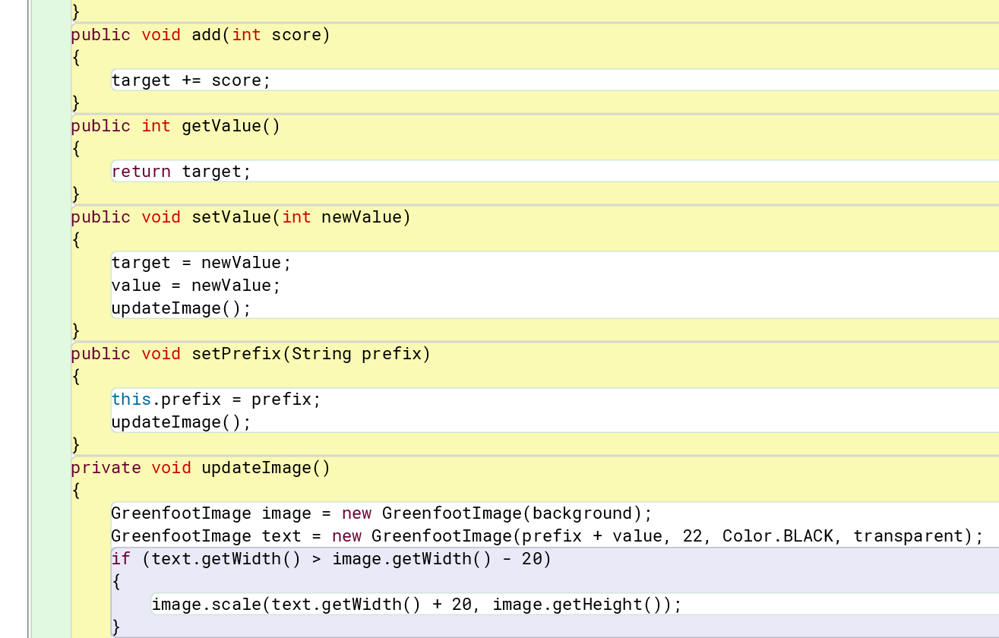 }
public void add(int score)
{
    target += score;
}
public int getValue()
{
    return target;
}
public void setValue(int newValue)
{
    target = newValue;
    value = newValue;
    updateImage();
}
public void setPrefix(String prefix)
{
    this.prefix = prefix;
    updateImage();
}
private void updateImage()
{
    GreenfootImage image = new GreenfootImage(background);
    GreenfootImage text = new GreenfootImage(prefix + value, 22, Color.BLACK, transparent);
    if (text.getWidth() > image.getWidth() - 20)
    {
        image.scale(text.getWidth() + 20, image.getHeight());
    }